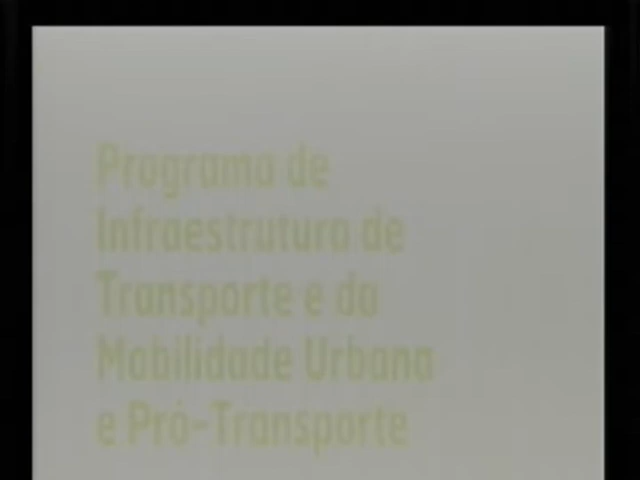 Programa de
Infraestrutura de
Transporte e da
Mobilidade Urbana
e Pró-Transporte